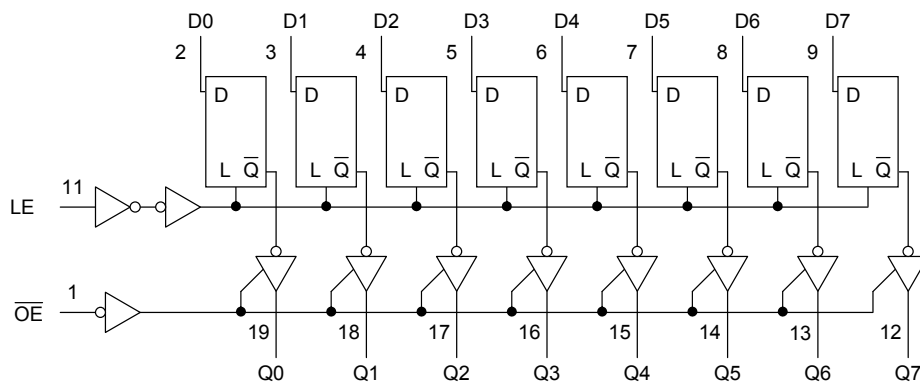 D0 D1 D2 D3 D4 D5 D6 D7
2 3 4 5 6 7 8 9
D D D D D D D D
L Q̅ L Q̅ L Q̅ L Q̅ L Q̅ L Q̅ L Q̅ L Q̅
11
LE
1
O̅E̅
19 18 17 16 15 14 13 12
Q0 Q1 Q2 Q3 Q4 Q5 Q6 Q7